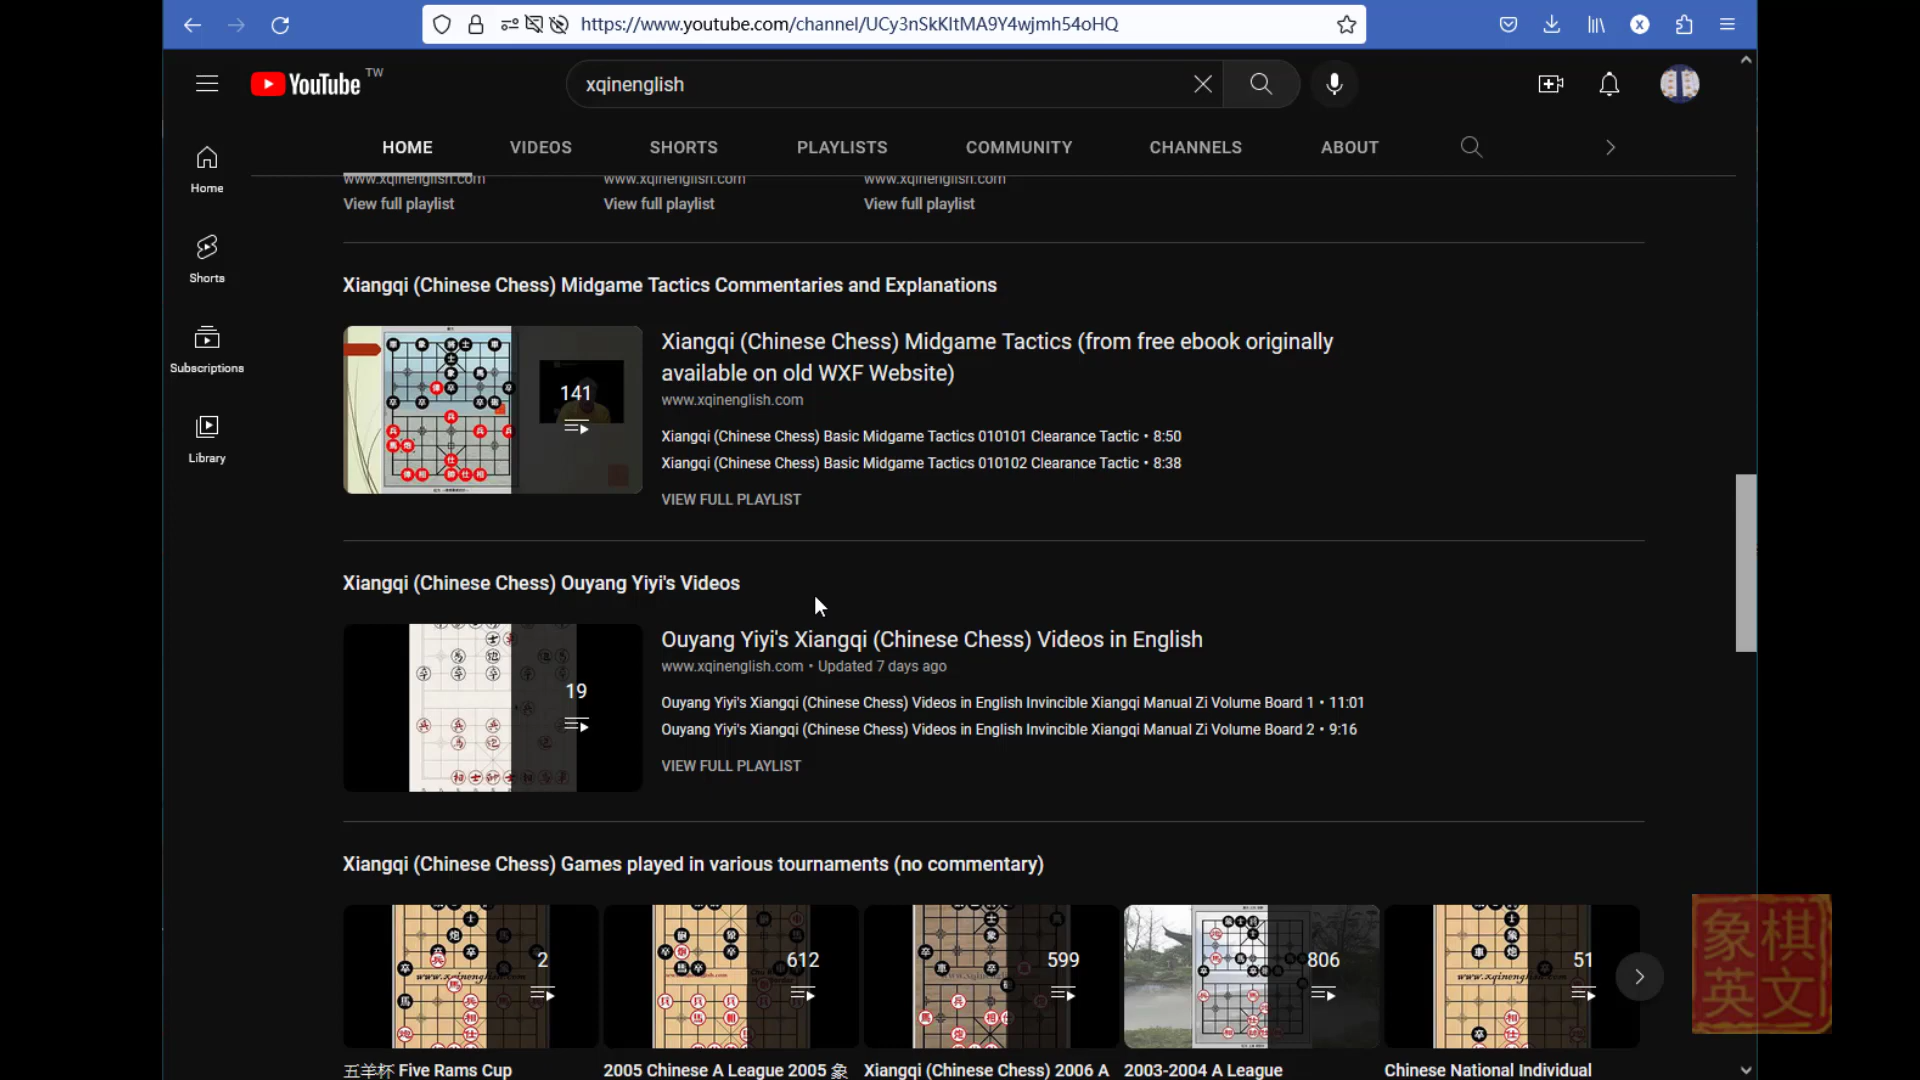 https://www.youtube.com/channel/UCy3nSkKltMA9Y4wjmh54oHQ
YouTube TW
xqinenglish
HOME VIDEOS SHORTS PLAYLISTS COMMUNITY CHANNELS ABOUT
www.xqinenglish.com www.xqinenglish.com www.xqinenglish.com
View full playlist View full playlist View full playlist
Home
Shorts
Subscriptions
Library
Xiangqi (Chinese Chess) Midgame Tactics Commentaries and Explanations
141
Xiangqi (Chinese Chess) Midgame Tactics (from free ebook originally
available on old WXF Website)
www.xqinenglish.com
Xiangqi (Chinese Chess) Basic Midgame Tactics 010101 Clearance Tactic • 8:50
Xiangqi (Chinese Chess) Basic Midgame Tactics 010102 Clearance Tactic • 8:38
VIEW FULL PLAYLIST
Xiangqi (Chinese Chess) Ouyang Yiyi's Videos
19
Ouyang Yiyi's Xiangqi (Chinese Chess) Videos in English
www.xqinenglish.com • Updated 7 days ago
Ouyang Yiyi's Xiangqi (Chinese Chess) Videos in English Invincible Xiangqi Manual Zi Volume Board 1 • 11:01
Ouyang Yiyi's Xiangqi (Chinese Chess) Videos in English Invincible Xiangqi Manual Zi Volume Board 2 • 9:16
VIEW FULL PLAYLIST
Xiangqi (Chinese Chess) Games played in various tournaments (no commentary)
2 612 599 806 51
五羊杯 Five Rams Cup
2005 Chinese A League 2005 象
Xiangqi (Chinese Chess) 2006 A
2003-2004 A League
Chinese National Individual
象棋
英文